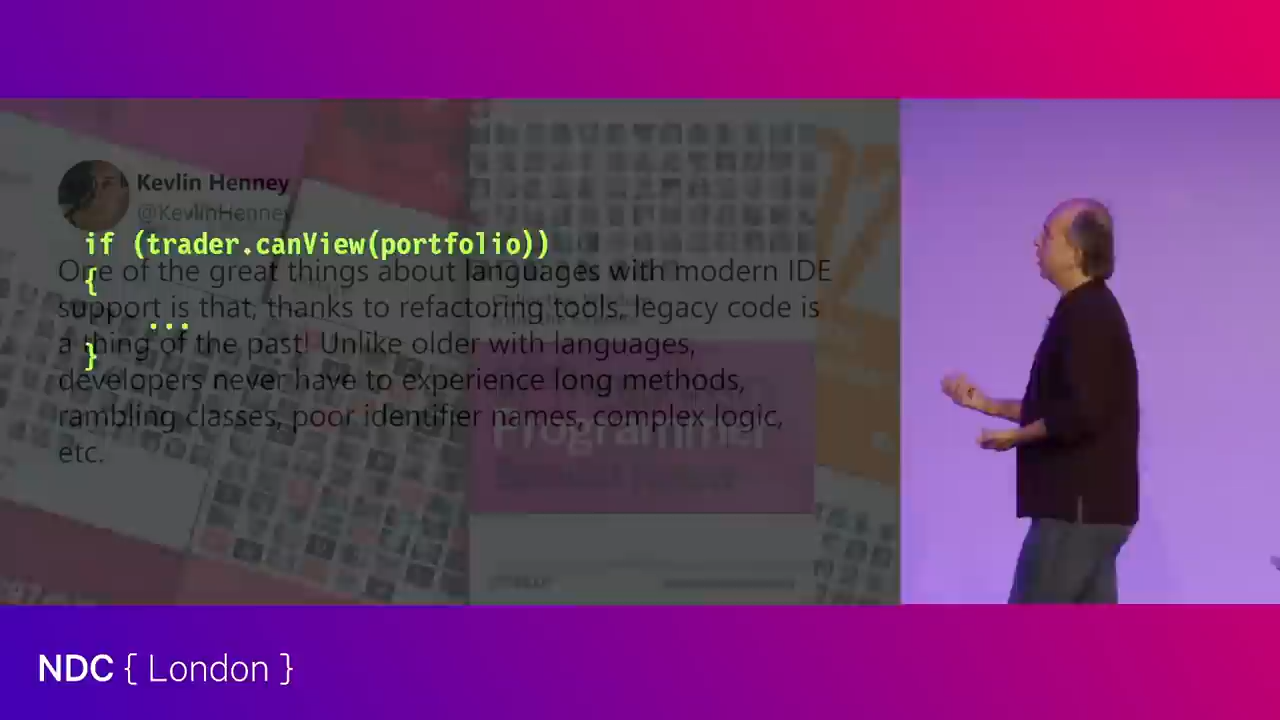 Kevlin Henney
@KevlinHenney
if (trader.canView(portfolio))
{
...
}
One of the great things about languages with modern IDE
support is that, thanks to refactoring tools, legacy code is
a thing of the past! Unlike older with languages,
developers never have to experience long methods,
rambling classes, poor identifier names, complex logic,
etc.
Programmer
NDC { London }